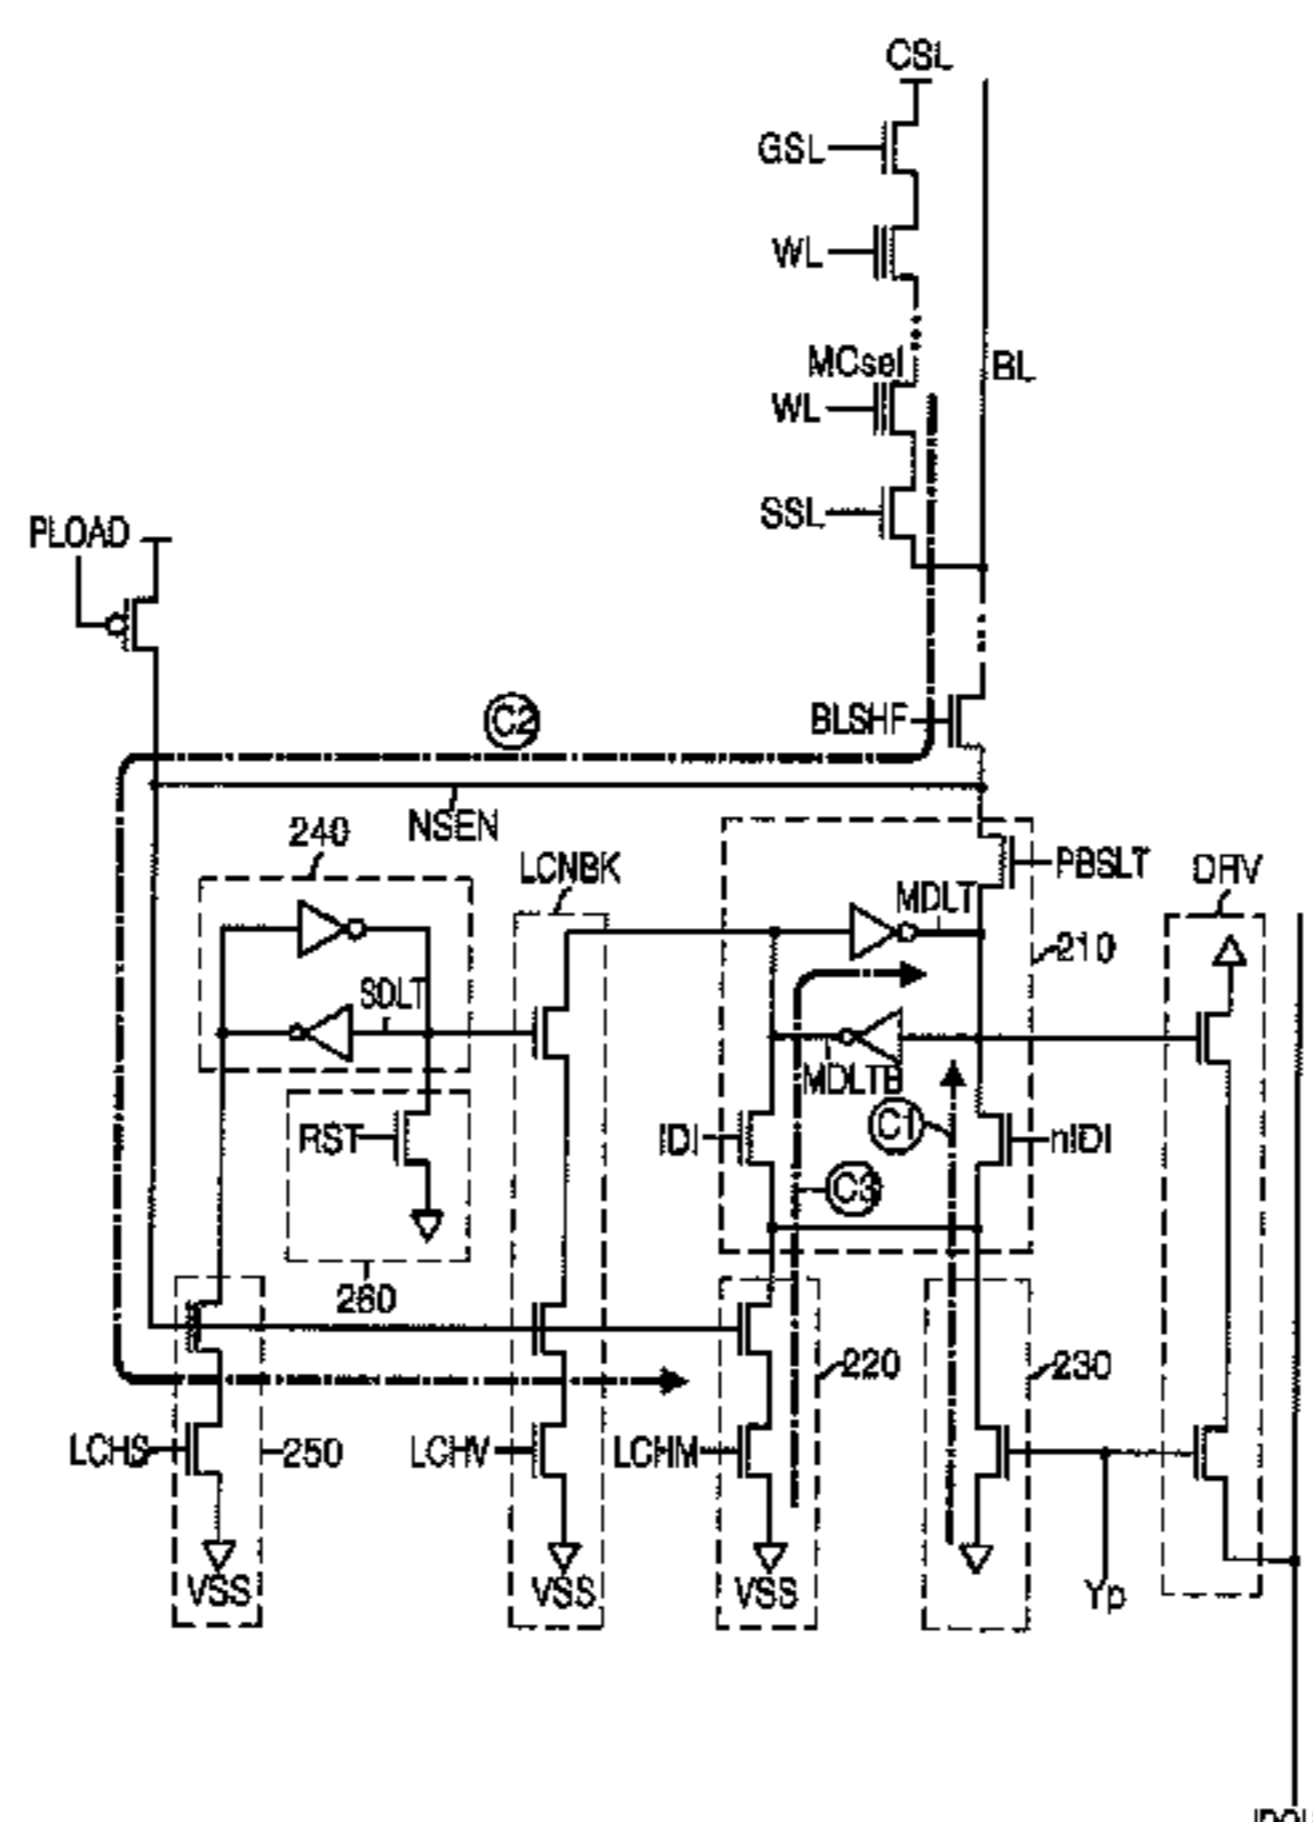 CSL
GSL
WL
MCsel
BL
WL
SSL
PLOAD
C2
BLSHF
NSEN
240
LCNBK
PBSLT
DRV
MDLT
210
SDLT
MDLTB
C1
RST
IDI
nIDI
C3
260
220
230
LCHS
250
LCHV
LCHM
VSS
VSS
VSS
Yp